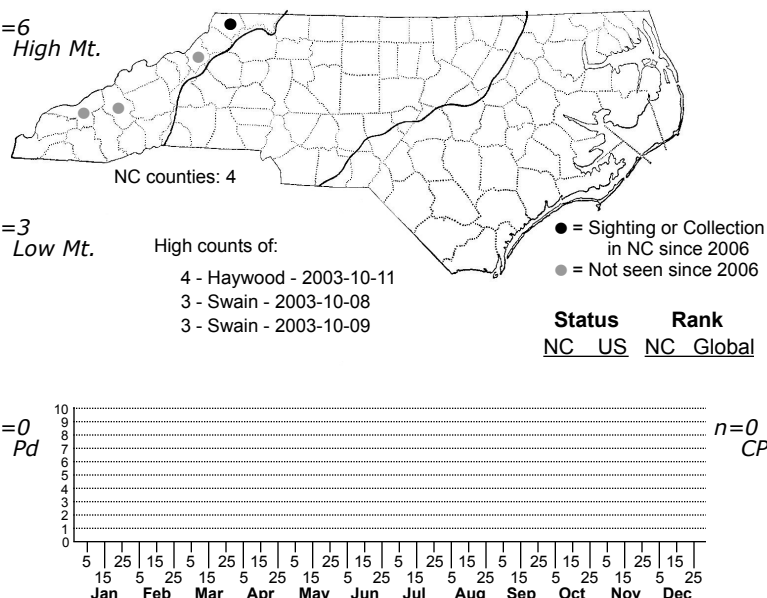 =6
High Mt.
NC counties: 4
=3
Low Mt.
High counts of:
4 - Haywood - 2003-10-11
3 - Swain - 2003-10-08
3 - Swain - 2003-10-09
● = Sighting or Collection
in NC since 2006
● = Not seen since 2006
Status Rank
NC US NC Global
=0
Pd
n=0
CP
10
9
8
7
6
5
4
3
2
1
0
5 25 15 5 25 15 5 25 15 5 25 15 5 25 15 5 25 15
15 5 25 15 5 25 15 5 25 15 5 25 15 5 25 15 5 25
Jan Feb Mar Apr May Jun Jul Aug Sep Oct Nov Dec